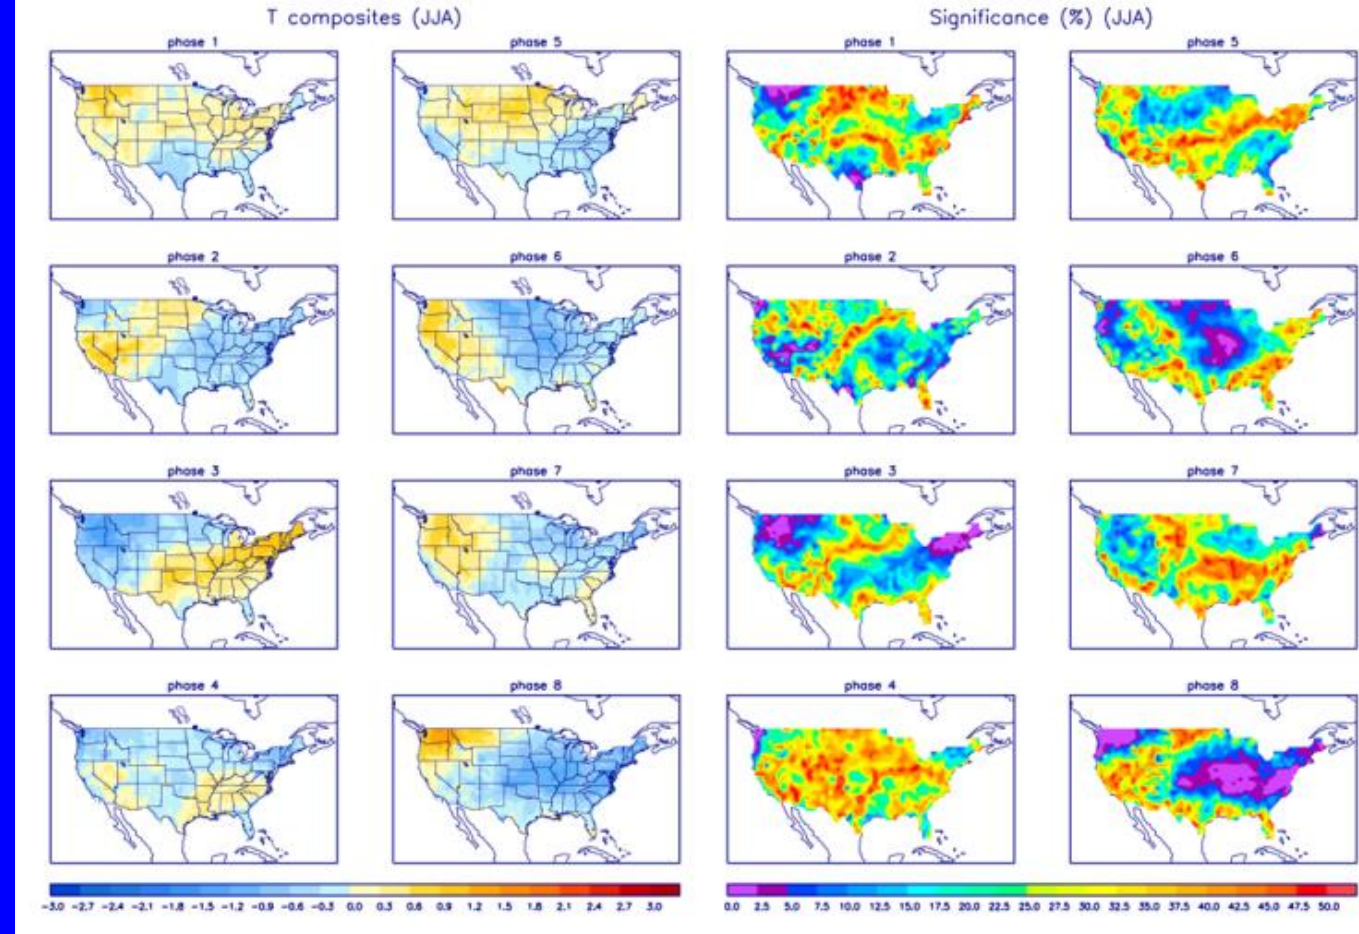 T composites (JJA)
Significance (%) (JJA)
phase 1
phase 5
phase 1
phase 5
phase 2
phase 6
phase 2
phase 6
phase 3
phase 7
phase 3
phase 7
phase 4
phase 8
phase 4
phase 8
-3.0 -2.7 -2.4 -2.1 -1.8 -1.5 -1.2 -0.9 -0.6 -0.3 0.0 0.3 0.6 0.9 1.2 1.5 1.8 2.1 2.4 2.7 3.0
0.0 2.5 5.0 7.5 10.0 12.5 15.0 17.5 20.0 22.5 25.0 27.5 30.0 32.5 35.0 37.5 40.0 42.5 45.0 47.5 50.0